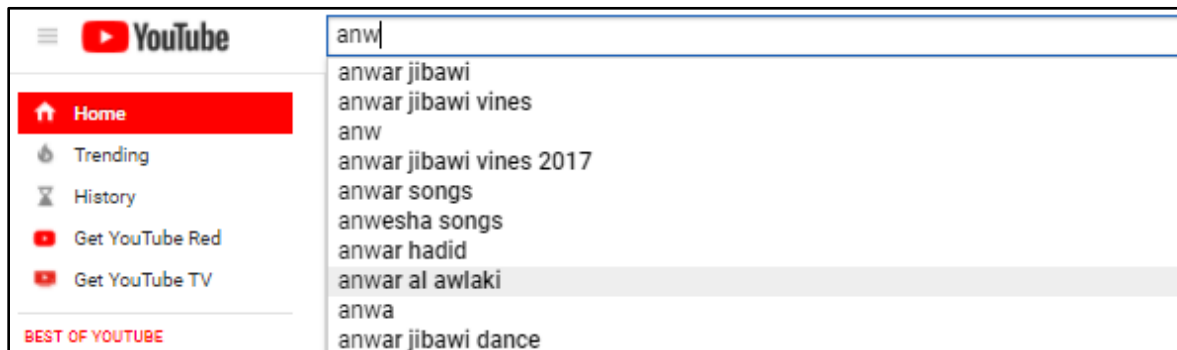 YouTube
anw
Home
Trending
History
Get YouTube Red
Get YouTube TV
BEST OF YOUTUBE
anwar jibawi
anwar jibawi vines
anw
anwar jibawi vines 2017
anwar songs
anwesha songs
anwar hadid
anwar al awlaki
anwa
anwar jibawi dance